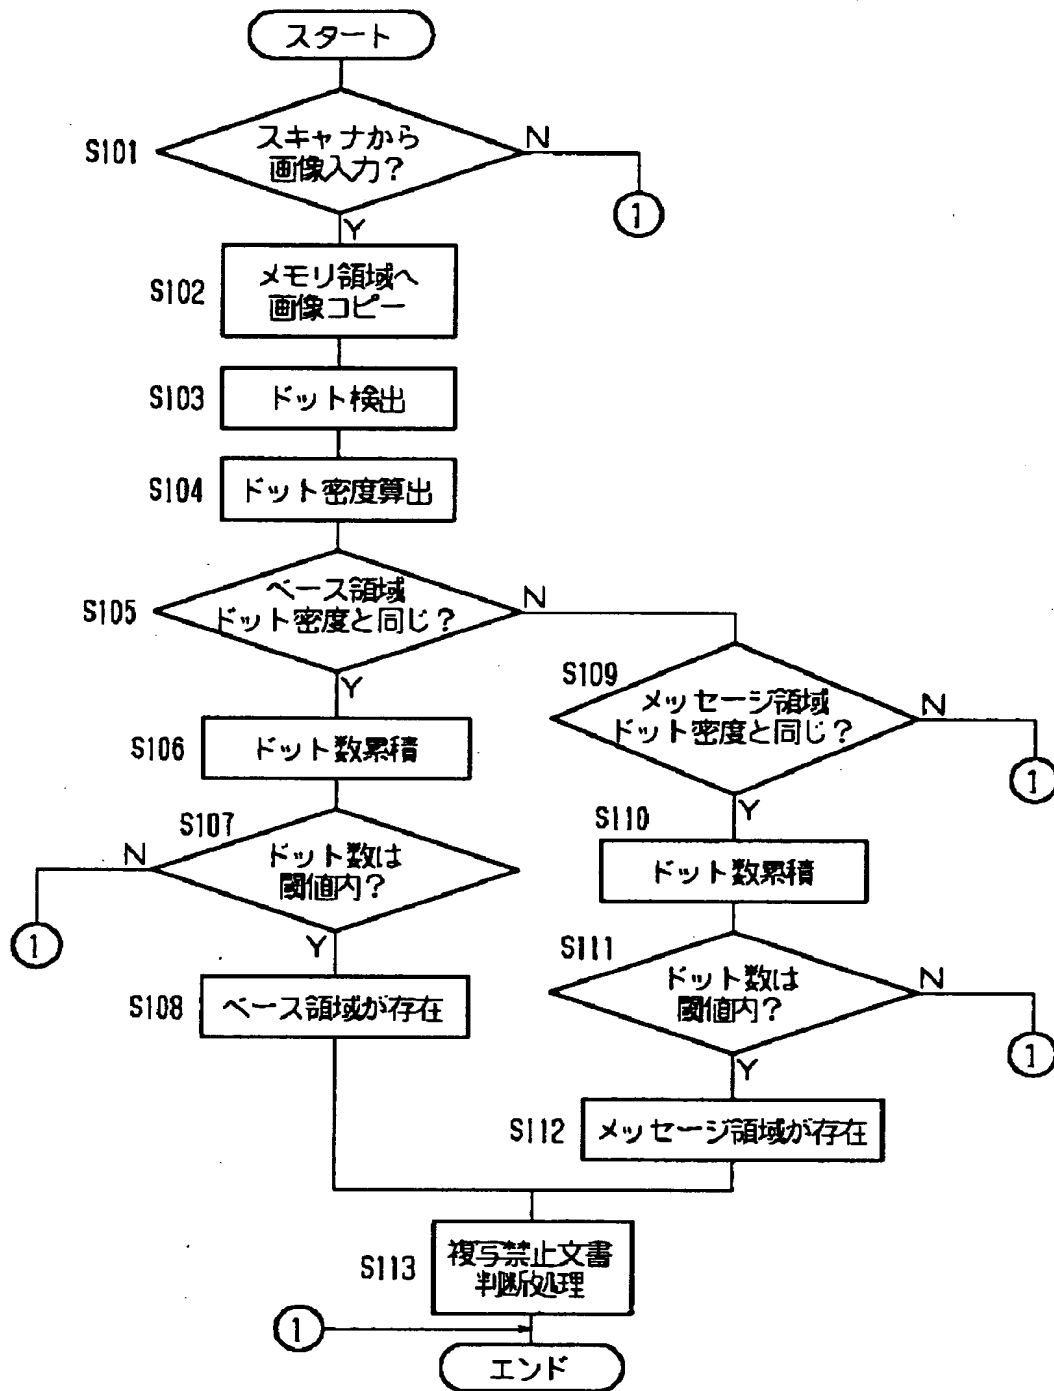 スタート
S101
スキャナから
画像入力?
N
1
Y
S102
メモリ領域へ
画像コピー
S103
ドット検出
S104
ドット密度算出
S105
ベース領域
ドット密度と同じ?
N
Y
S109
メッセージ領域
ドット密度と同じ?
N
1
Y
S106
ドット数累積
S107
ドット数は
閾値内?
N
1
Y
S110
ドット数累積
S111
ドット数は
閾値内?
N
1
Y
S108
ベース領域が存在
S112
メッセージ領域が存在
S113
複写禁止文書
判断処理
1
エンド